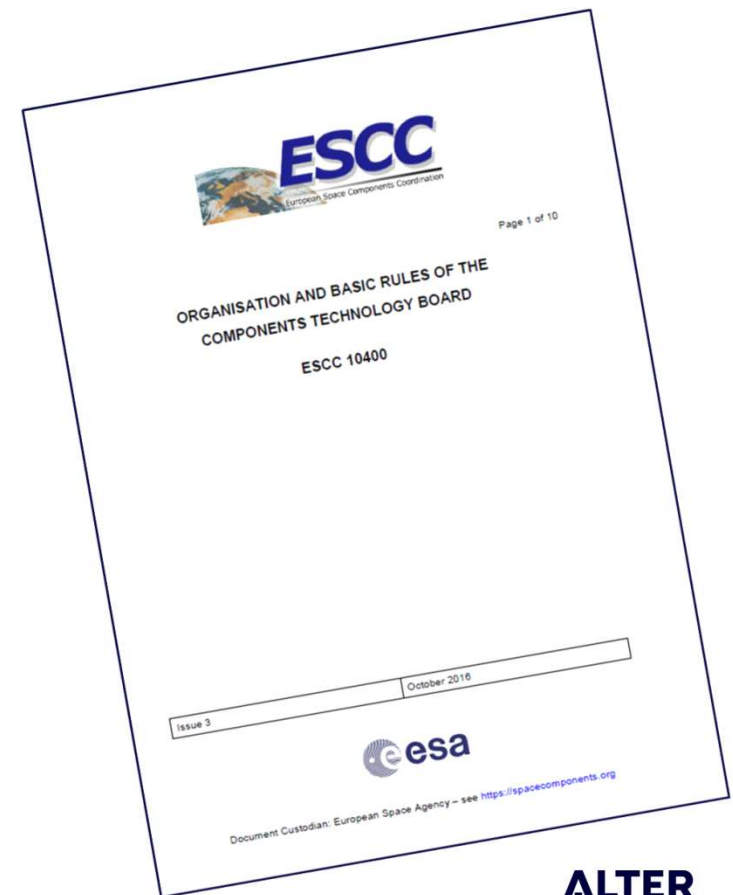 ESCC
European Space Components Coordination
Page 1 of 10
ORGANISATION AND BASIC RULES OF THE
COMPONENTS TECHNOLOGY BOARD
ESCC 10400
Issue 3
October 2016
esa
Document Custodian: European Space Agency – see https://spacecomponents.org
ALTER